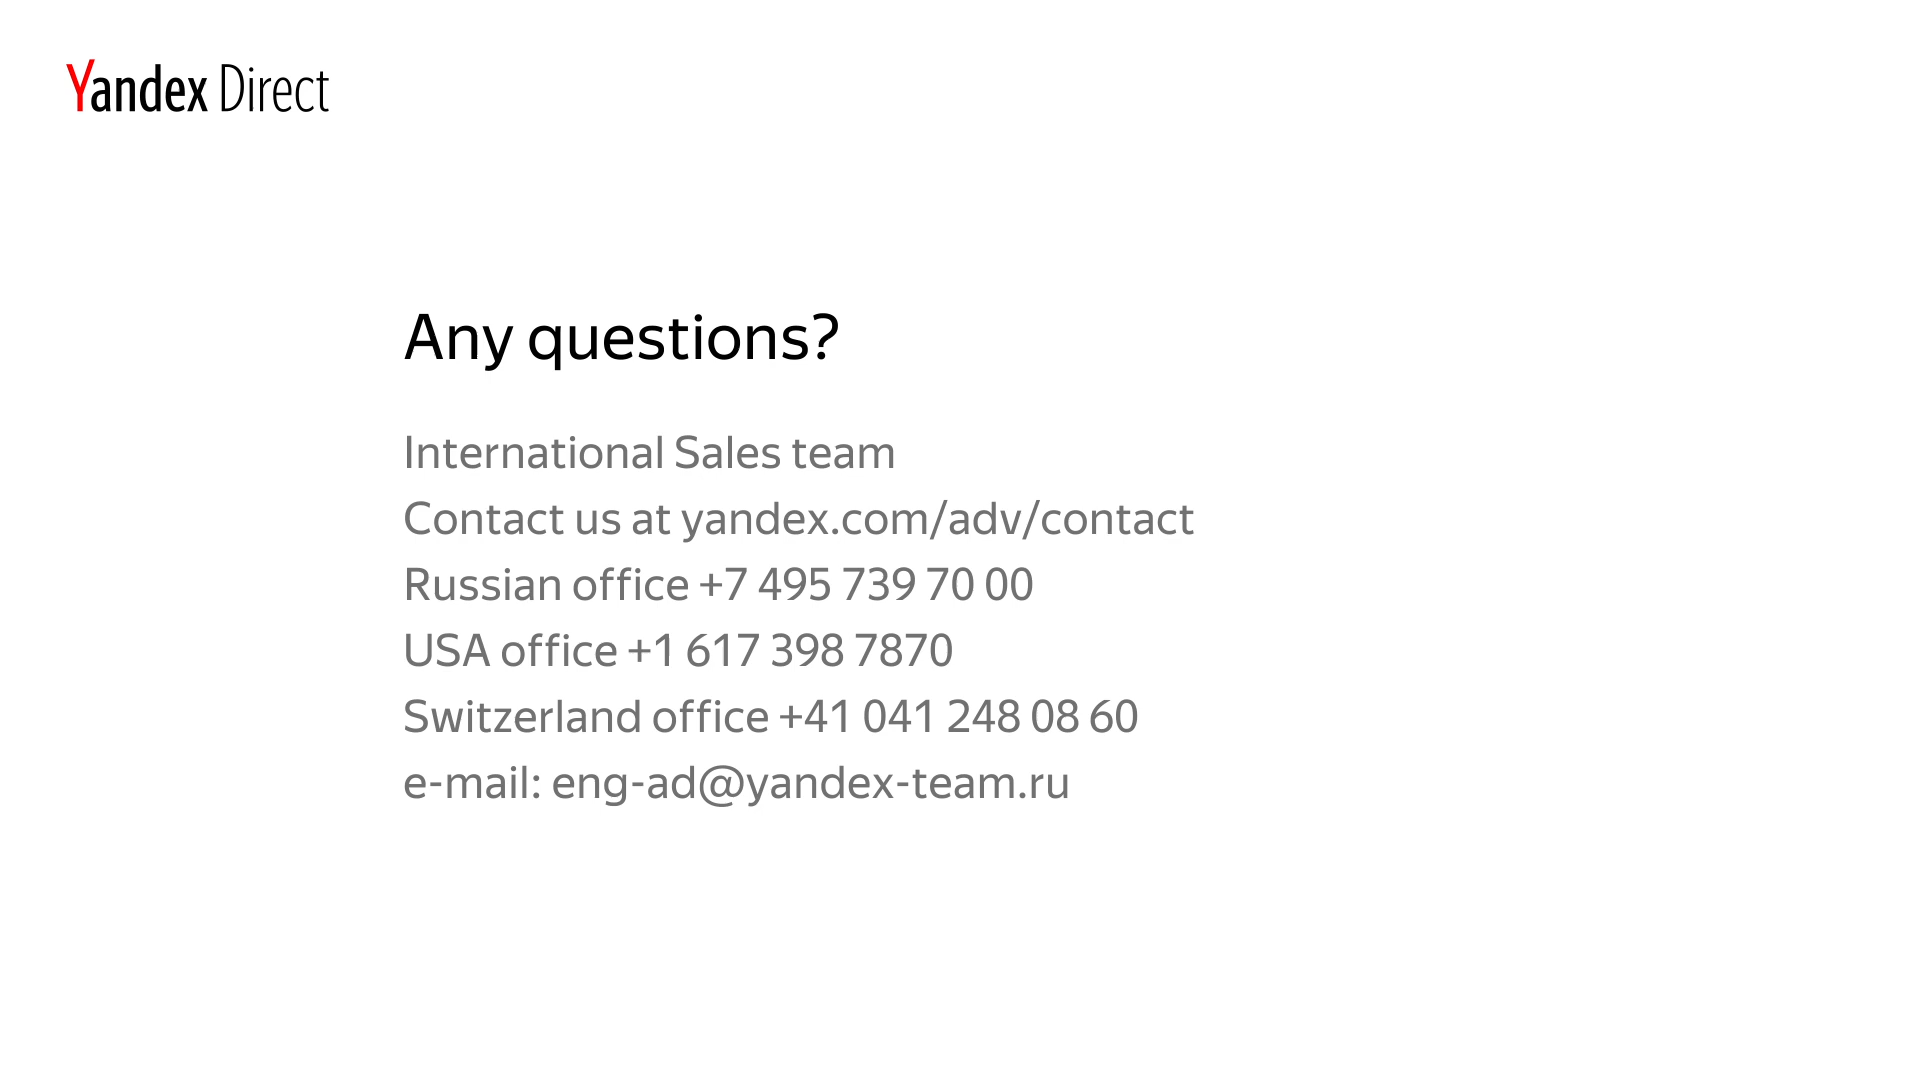 Yandex Direct
Any questions?
International Sales team
Contact us at yandex.com/adv/contact
Russian office +7 495 739 70 00
USA office +1 617 398 7870
Switzerland office +41 041 248 08 60
e-mail: eng-ad@yandex-team.ru